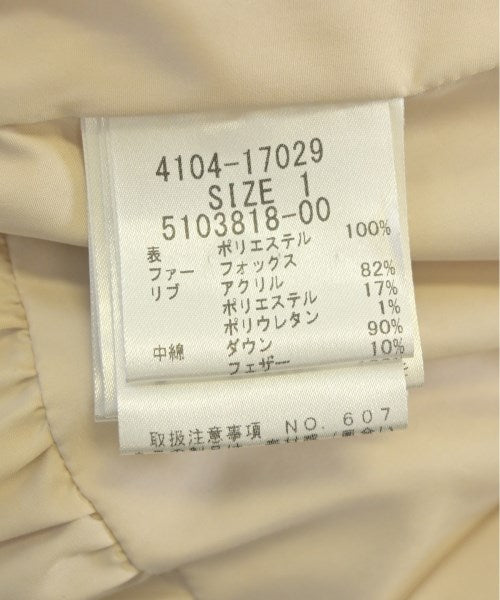 4104-17029
SIZE 1
5103818-00
表 ポリエステル 100%
ファー フォックス
リブ アクリル 82%
ポリエステル 17%
ポリウレタン 1%
中綿 ダウン 90%
フェザー 10%
取扱注意事項 NO. 607